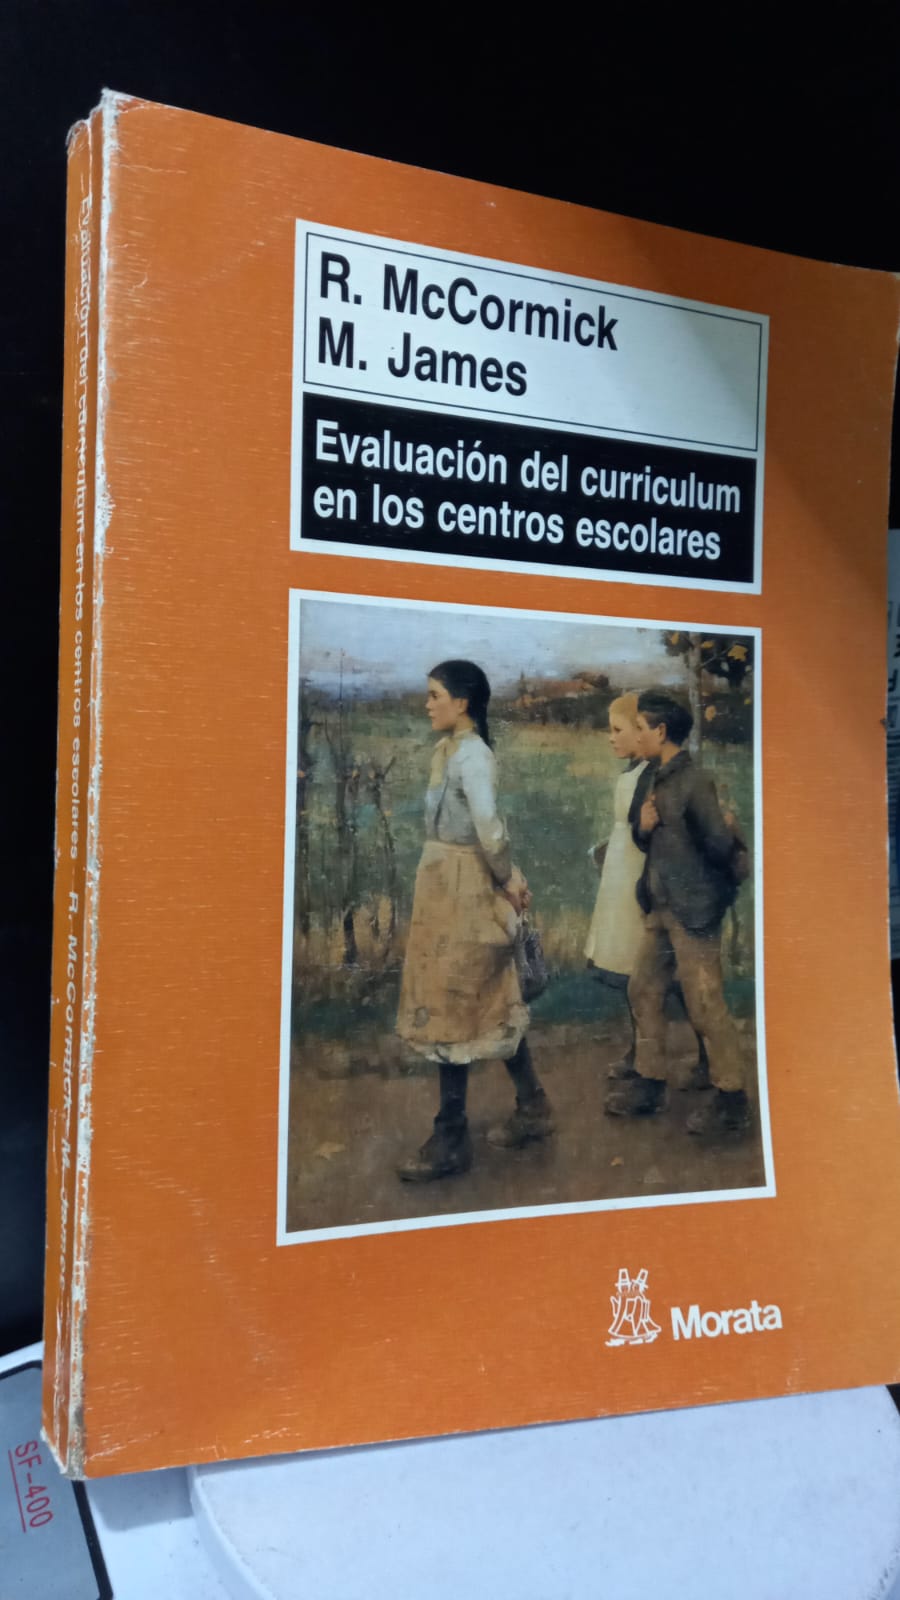 R. McCormick
M. James
Evaluación del curriculum
en los centros escolares
Morata
Evaluación del curriculum en los centros escolares - R. McCormick - M. James
SF-400